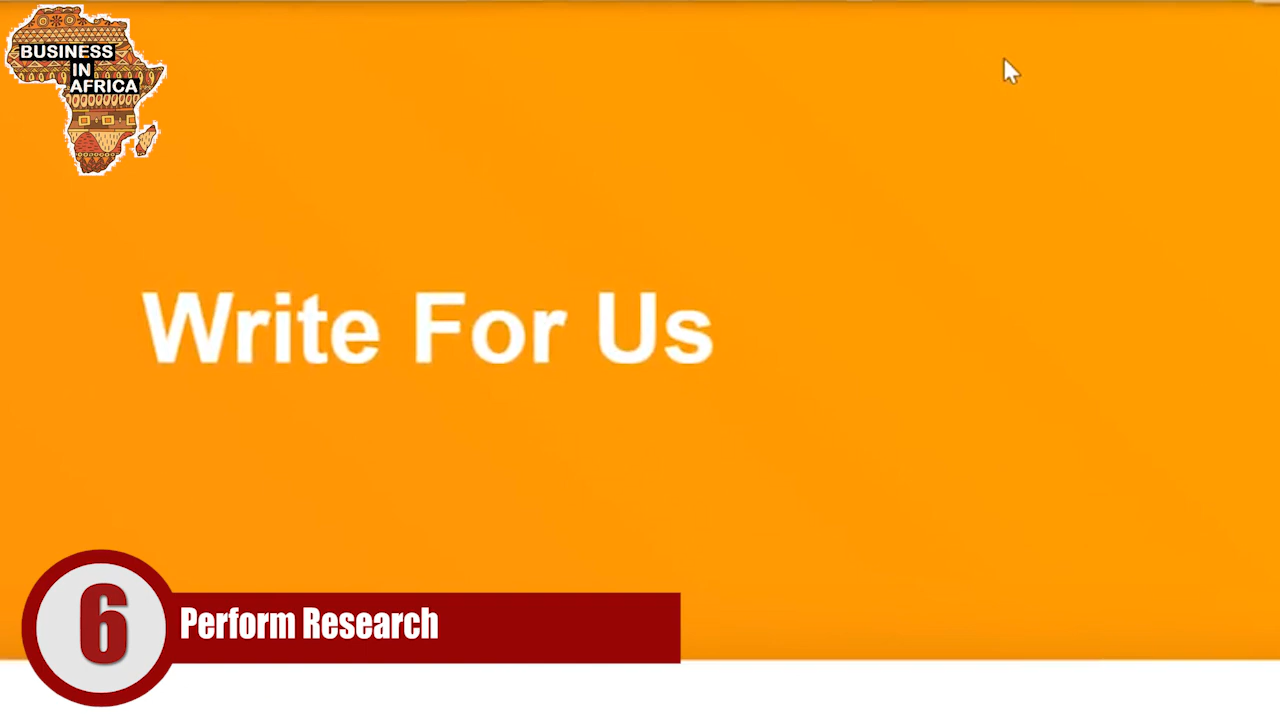 BUSINESS
IN
AFRICA
Write For Us
6
Perform Research